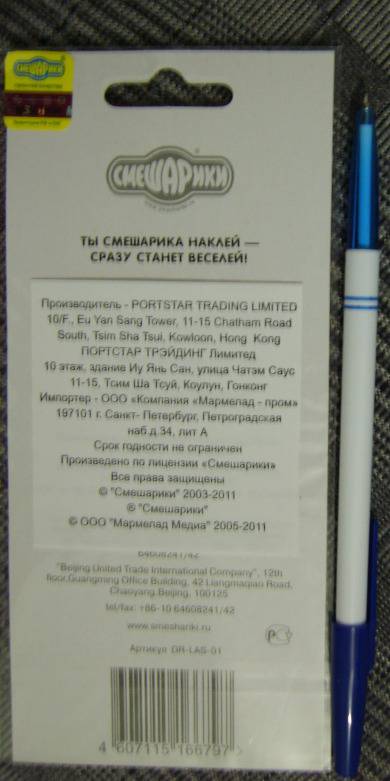 СМЕШАРИКИ
СМЕШАРИКИ
ТЫ СМЕШАРИКА НАКЛЕЙ —
СРАЗУ СТАНЕТ ВЕСЕЛЕЙ!
Производитель - PORTSTAR TRADING LIMITED
10/F., Eu Yan Sang Tower, 11-15 Chatham Road
South, Tsim Sha Tsui, Kowloon, Hong Kong
ПОРТСТАР ТРЭЙДИНГ Лимитед
10 этаж, здание Иу Янь Сан, улица Чатэм Саус
11-15, Тсим Ша Тсуй, Коулун, Гонконг
Импортер - ООО «Компания «Мармелад - пром»
197101 г. Санкт- Петербург, Петроградская
наб.д 34, лит А
Срок годности не ограничен
Произведено по лицензии «Смешарики»
Все права защищены
© "Смешарики" 2003-2011
® "Смешарики"
© ООО "Мармелад Медиа" 2005-2011
64608241/42
"Beijing United Trade International Company", 12th
floor,Guangming Office Building, 42 Liangmaqiao Road,
Chaoyang,Beijing, 100125
tel/fax: +86-10 64608241/42
www.smeshariki.ru
Артикул GR-LAS-01
4 607115 166797 >